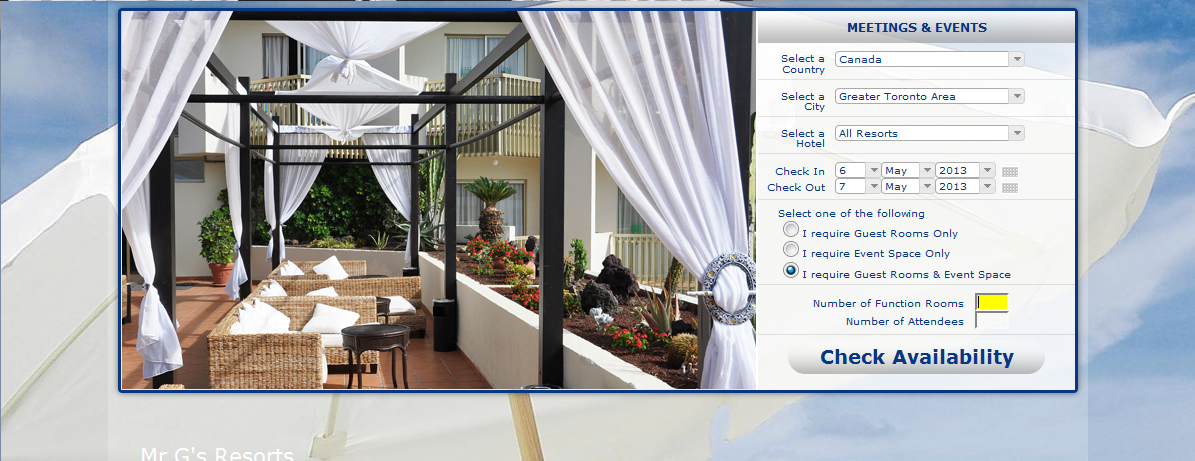 MEETINGS & EVENTS
Select a
Country
Canada
Select a
City
Greater Toronto Area
Select a
Hotel
All Resorts
Check In 6 May 2013
Check Out 7 May 2013
Select one of the following
I require Guest Rooms Only
I require Event Space Only
I require Guest Rooms & Event Space
Number of Function Rooms
Number of Attendees
Check Availability
Mr G's Resorts